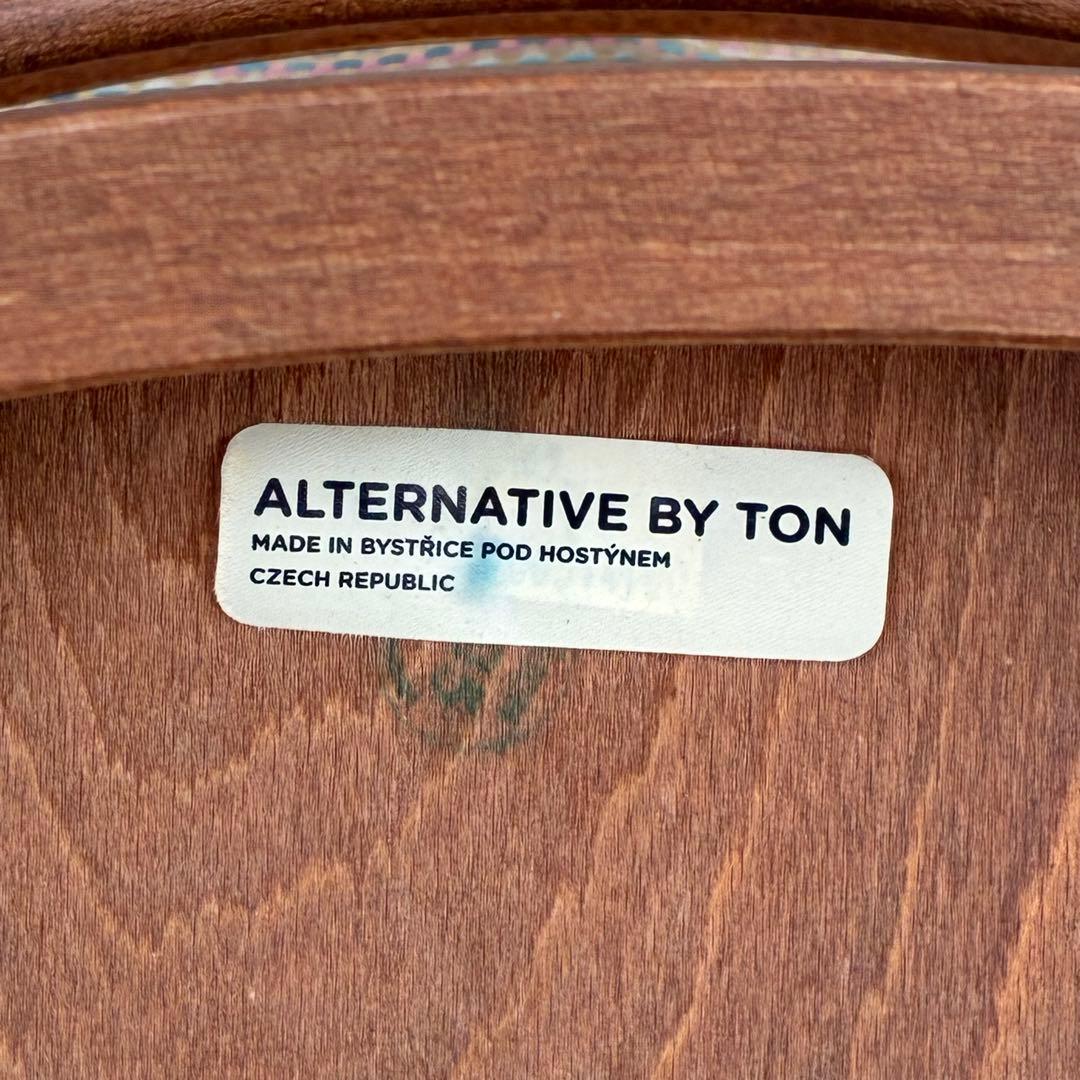 ALTERNATIVE BY TON
MADE IN BYSTŘICE POD HOSTÝNEM
CZECH REPUBLIC